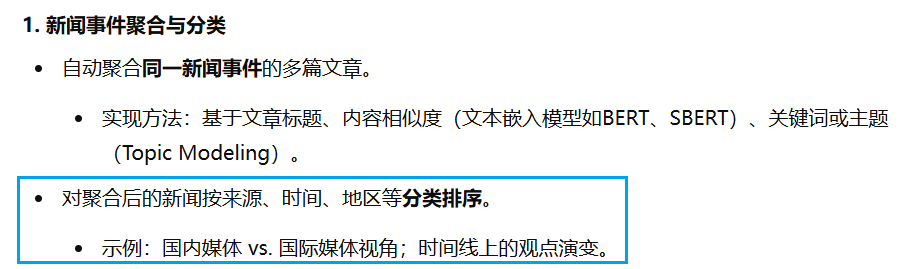 1. 新闻事件聚合与分类
• 自动聚合同一新闻事件的多篇文章。
• 实现方法：基于文章标题、内容相似度（文本嵌入模型如BERT、SBERT）、关键词或主题
（Topic Modeling）。
• 对聚合后的新闻按来源、时间、地区等分类排序。
• 示例：国内媒体 vs. 国际媒体视角；时间线上的观点演变。